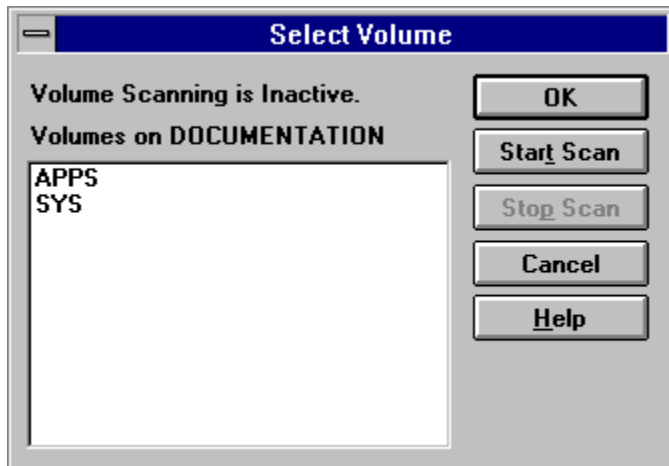 Select Volume
Volume Scanning is Inactive.
Volumes on DOCUMENTATION
APPS
SYS
OK
Start Scan
Stop Scan
Cancel
Help